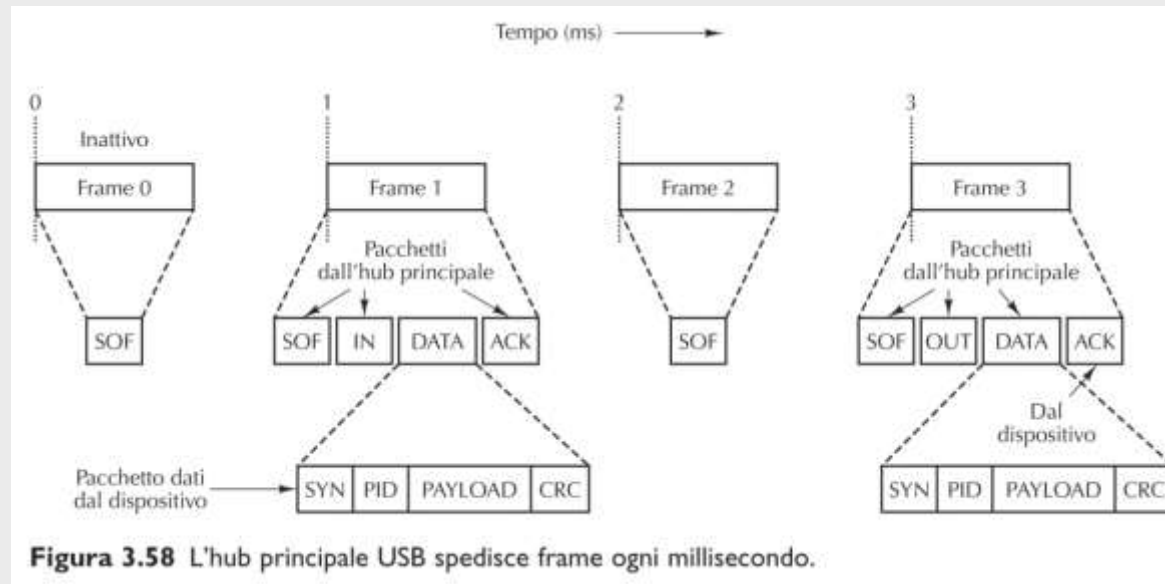 Tempo (ms)
0 1 2 3
Inattivo
Frame 0 Frame 1 Frame 2 Frame 3
Pacchetti Pacchetti
dall'hub principale dall'hub principale
SOF SOF IN DATA ACK SOF SOF OUT DATA ACK
Dal
dispositivo
Pacchetto dati
dal dispositivo
SYN PID PAYLOAD CRC SYN PID PAYLOAD CRC
Figura 3.58 L'hub principale USB spedisce frame ogni millisecondo.